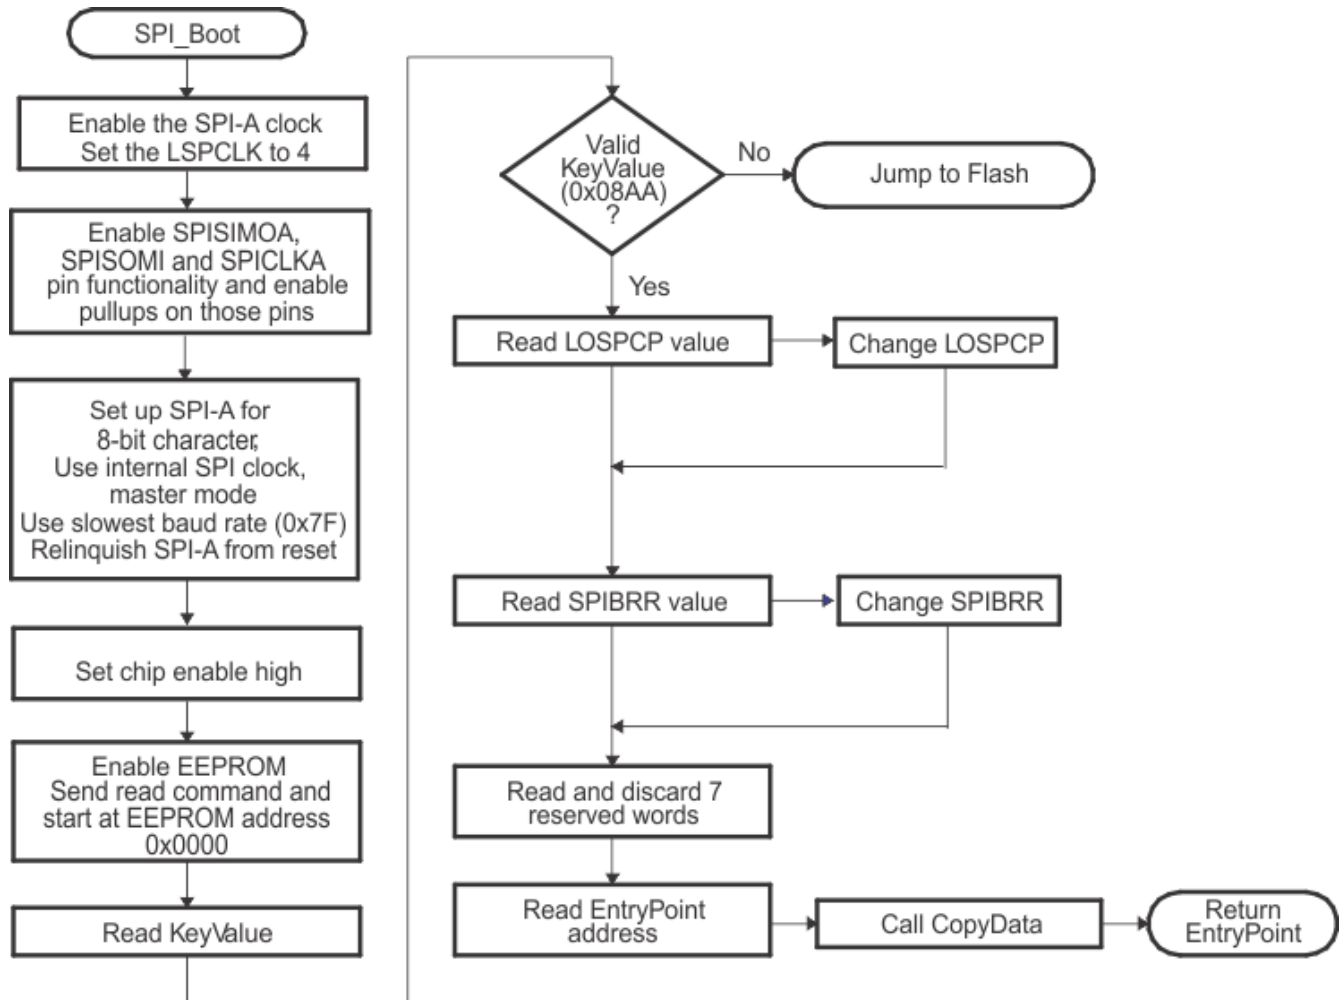 SPI_Boot
Enable the SPI-A clock
Set the LSPCLK to 4
Enable SPISIMOA,
SPISOMI and SPICLKA
pin functionality and enable
pullups on those pins
Set up SPI-A for
8-bit character,
Use internal SPI clock,
master mode
Use slowest baud rate (0x7F)
Relinquish SPI-A from reset
Set chip enable high
Enable EEPROM
Send read command and
start at EEPROM address
0x0000
Read KeyValue
Valid
KeyValue
(0x08AA)
?
No
Jump to Flash
Yes
Read LOSPCP value
Change LOSPCP
Read SPIBRR value
Change SPIBRR
Read and discard 7
reserved words
Read EntryPoint
address
Call CopyData
Return
EntryPoint